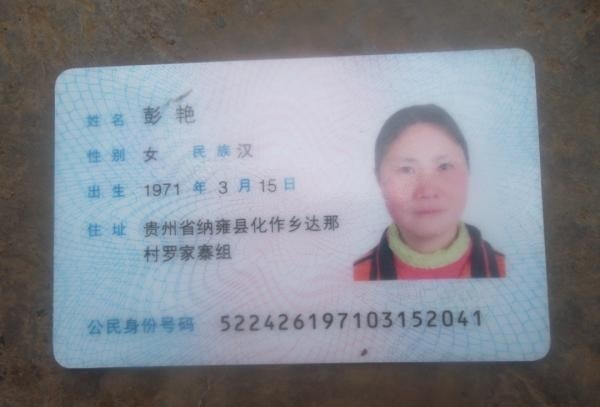 姓名 彭艳
性别 女 民族 汉
出生 1971 年 3 月 15 日
住址 贵州省纳雍县化作乡达那
村罗家寨组
公民身份号码 522426197103152041